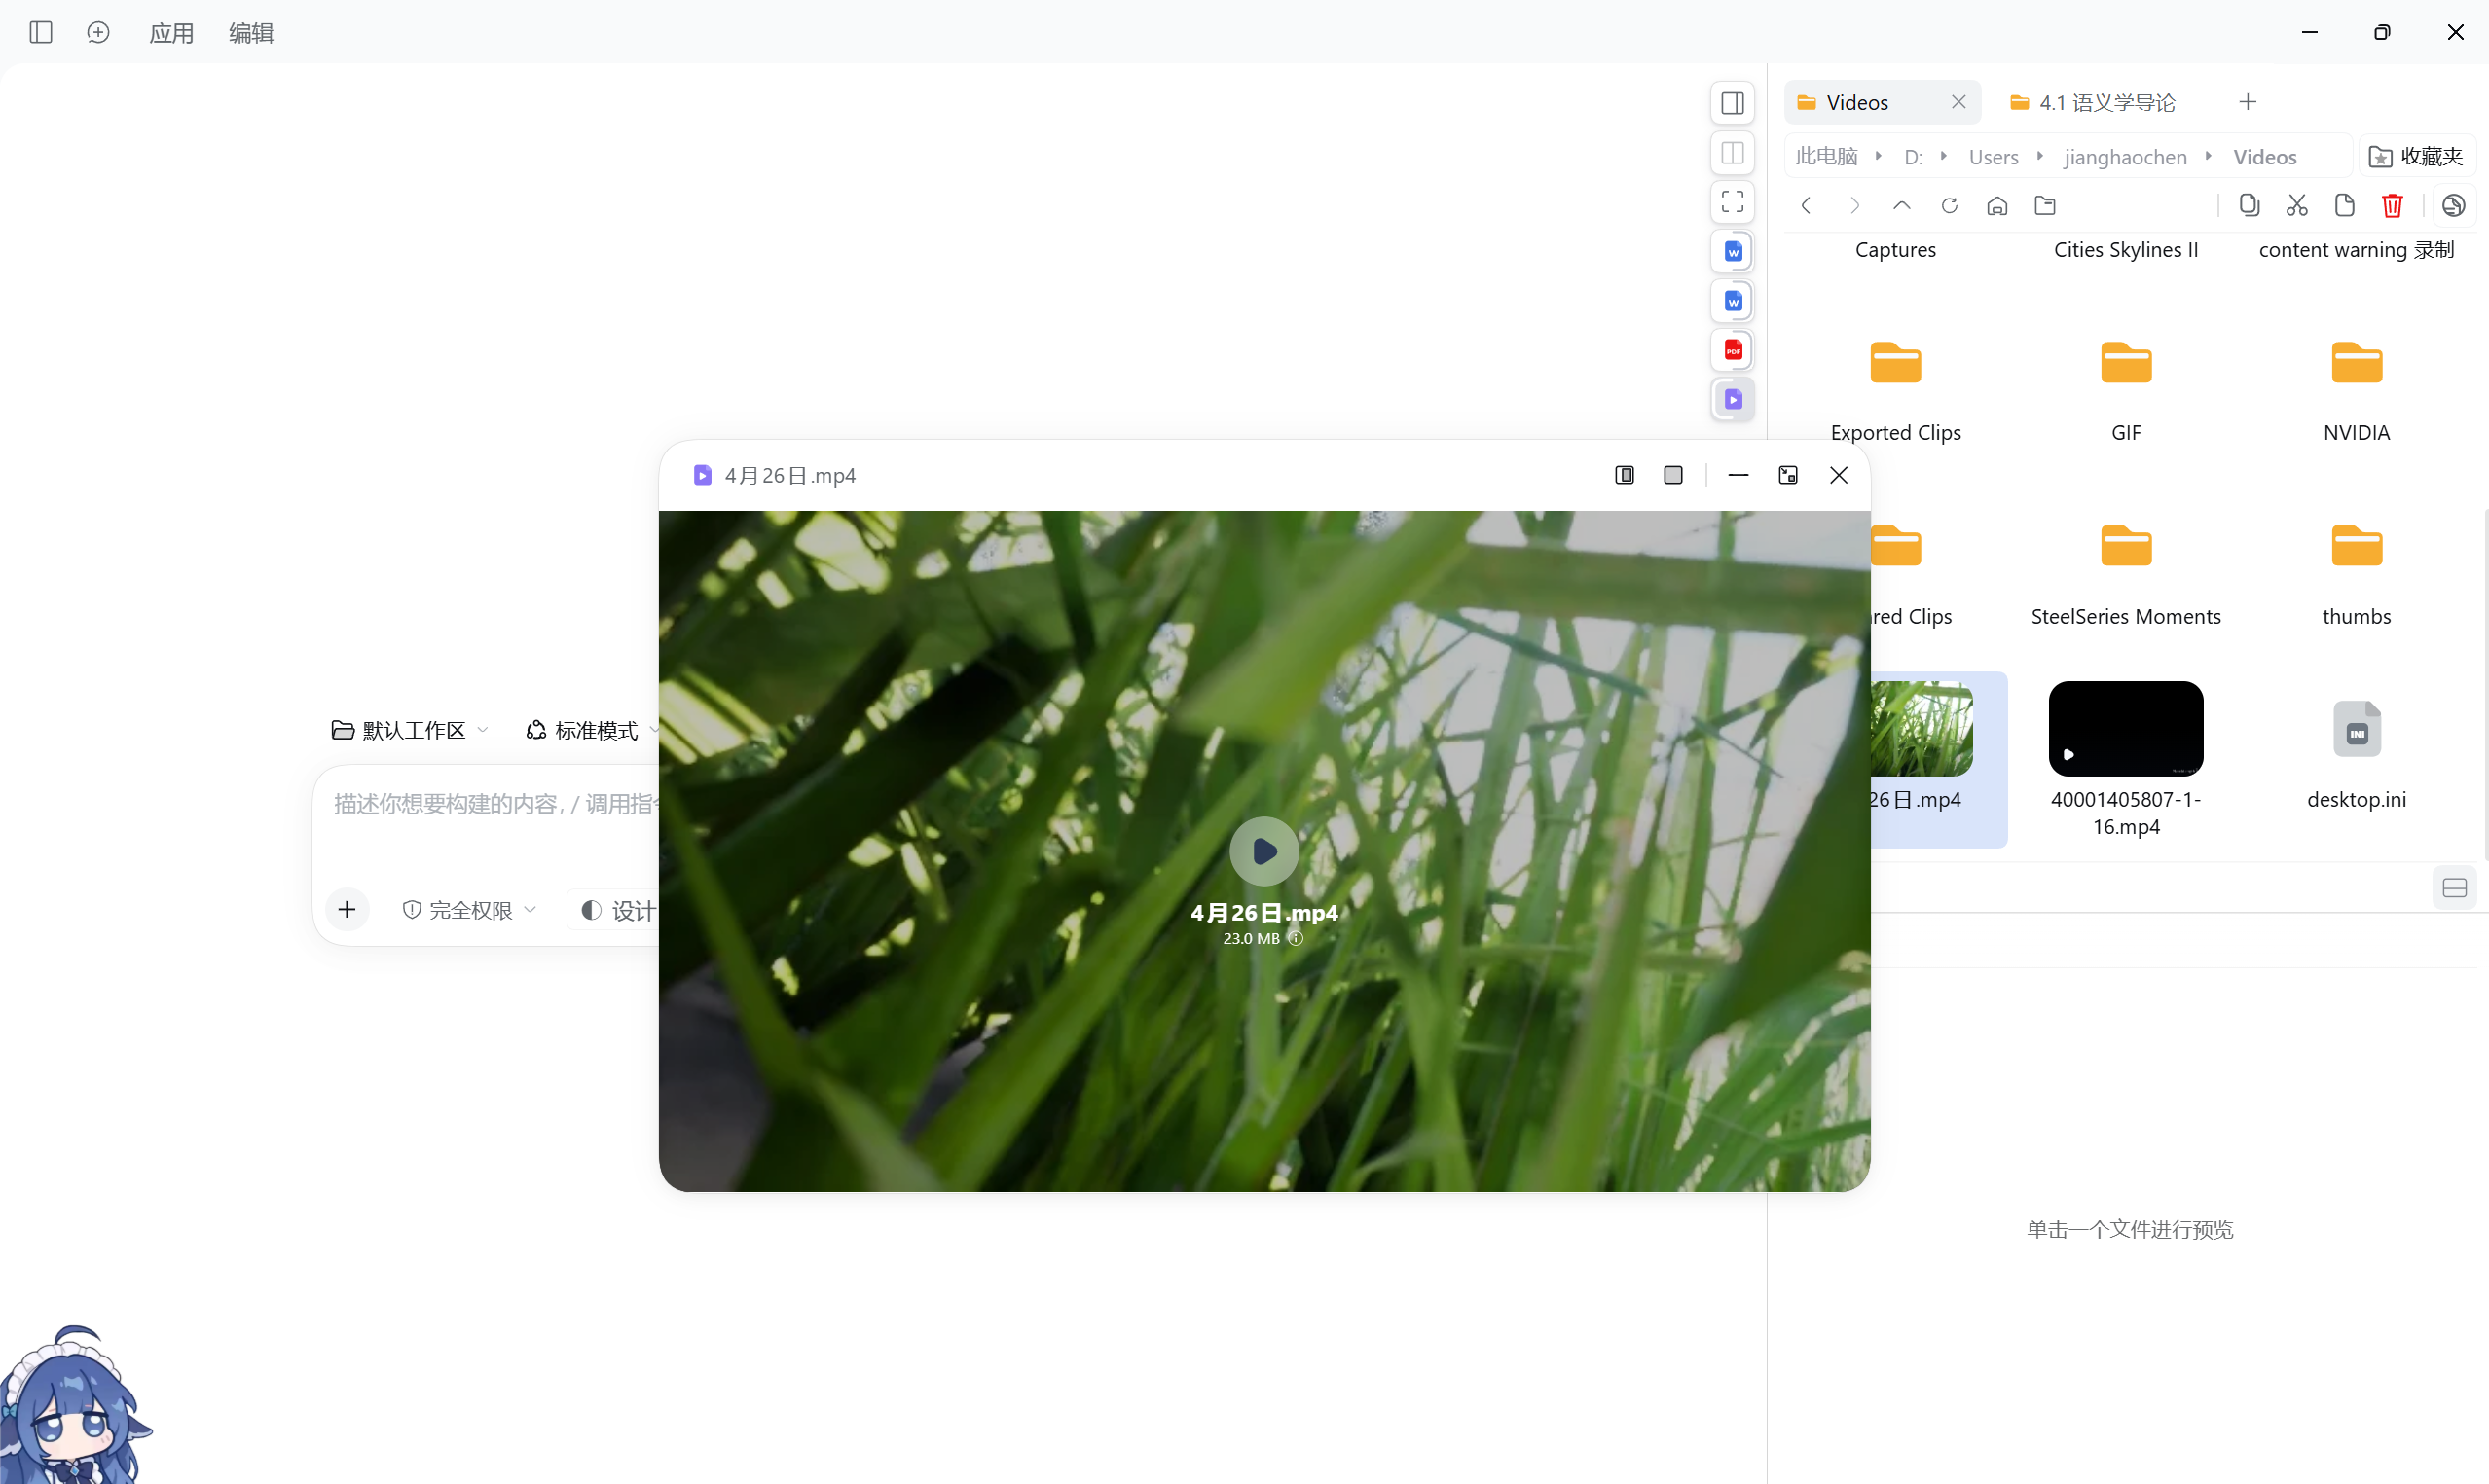 应用 编辑
Videos
4.1 语义学导论
此电脑 D: Users jianghaochen Videos
收藏夹
Captures
Cities Skylines II
content warning 录制
Exported Clips
GIF
NVIDIA
red Clips
SteelSeries Moments
thumbs
26日.mp4
40001405807-1-
16.mp4
INI
desktop.ini
W
W
PDF
4月26日.mp4
4月26日.mp4
23.0 MB
默认工作区 标准模式
描述你想要构建的内容, / 调用指
完全权限 设计
单击一个文件进行预览